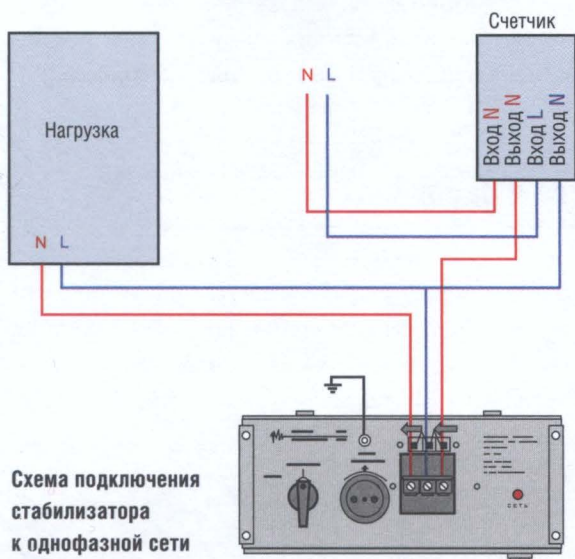 Счетчик
N L
Нагрузка
Вход N
Выход N
Вход L
Выход N
N L
Схема подключения
стабилизатора
к однофазной сети
СЕТЬ